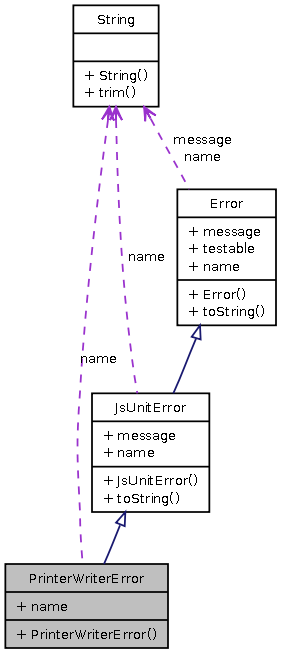 String
+ String()
+ trim()
message
name
Error
+ message
+ testable
+ name
+ Error()
+ toString()
name
name
JsUnitError
+ message
+ name
+ JsUnitError()
+ toString()
PrinterWriterError
+ name
+ PrinterWriterError()